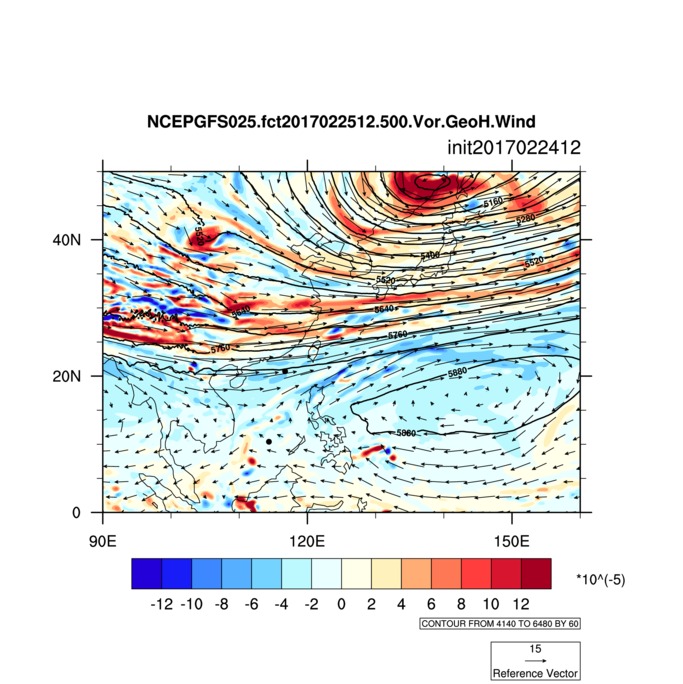 NCEPGFS025.fct2017022512.500.Vor.GeoH.Wind
init2017022412
5160
5280
40N
5400
5520
5520
5640
5640
5760
5760
20N
5880
5880
0
90E 120E 150E
-12 -10 -8 -6 -4 -2 0 2 4 6 8 10 12 *10^(-5)
CONTOUR FROM 4140 TO 6480 BY 60
15
Reference Vector